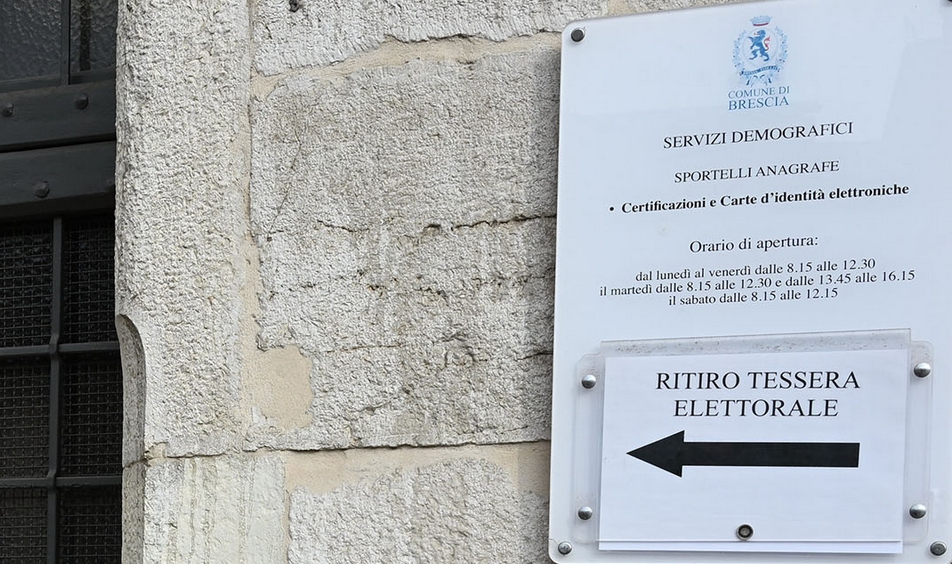 COMUNE DI
BRESCIA
SERVIZI DEMOGRAFICI
SPORTELLI ANAGRAFE
• Certificazioni e Carte d'identità elettroniche
Orario di apertura:
dal lunedì al venerdì dalle 8.15 alle 12.30
il martedì dalle 8.15 alle 12.30 e dalle 13.45 alle 16.15
il sabato dalle 8.15 alle 12.15
RITIRO TESSERA
ELETTORALE